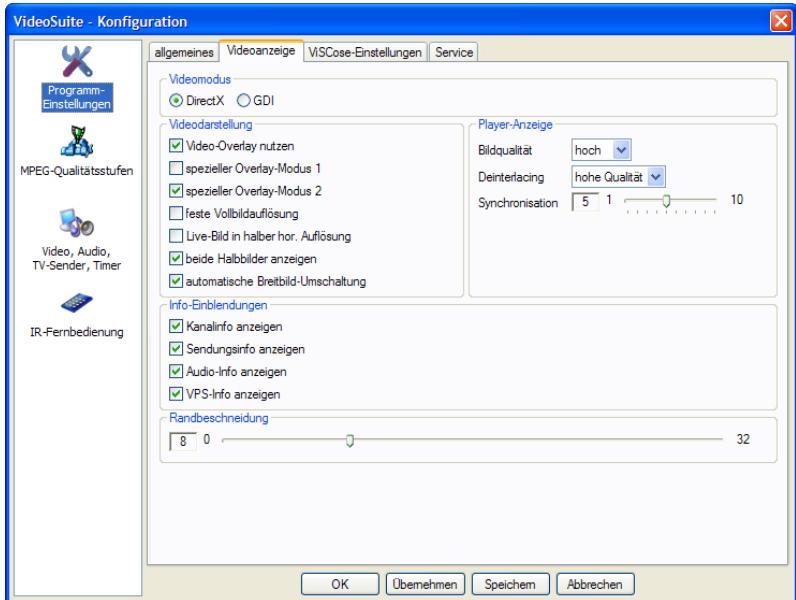 VideoSuite - Konfiguration
Programm-
Einstellungen
MPEG-Qualitätsstufen
Video, Audio,
TV-Sender, Timer
IR-Fernbedienung
allgemeines
Videoanzeige
ViSCose-Einstellungen
Service
Videomodus
DirectX
GDI
Videodarstellung
Video-Overlay nutzen
spezieller Overlay-Modus 1
spezieller Overlay-Modus 2
feste Vollbildauflösung
Live-Bild in halber hor. Auflösung
beide Halbbilder anzeigen
automatische Breitbild-Umschaltung
Player-Anzeige
Bildqualität
hoch
Deinterlacing
hohe Qualität
Synchronisation
5
1
10
Info-Einblendungen
Kanalinfo anzeigen
Sendungsinfo anzeigen
Audio-Info anzeigen
VPS-Info anzeigen
Randbeschneidung
8
0
32
OK
Übernehmen
Speichern
Abbrechen